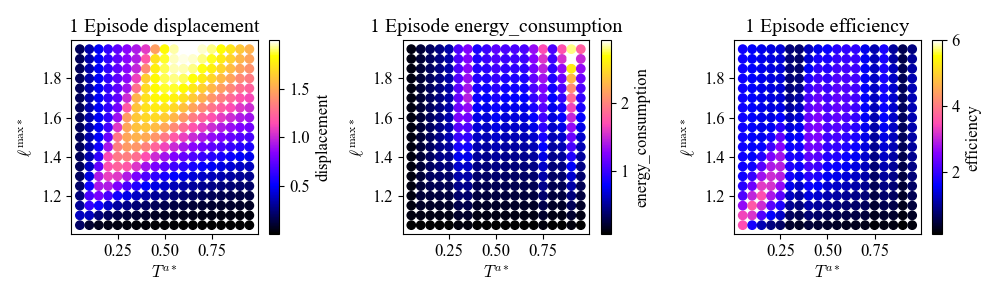 1 Episode displacement
1.8
1.6
1.4
1.2
ℓ^max*
0.25 0.50 0.75
T^a*
1.5
1.0
0.5
displacement
1 Episode energy_consumption
1.8
1.6
1.4
1.2
ℓ^max*
0.25 0.75
T^a*
2
1
energy_consumption
1 Episode efficiency
1.8
1.6
1.4
1.2
ℓ^max*
0.25 0.50 0.75
T^a*
6
4
2
efficiency